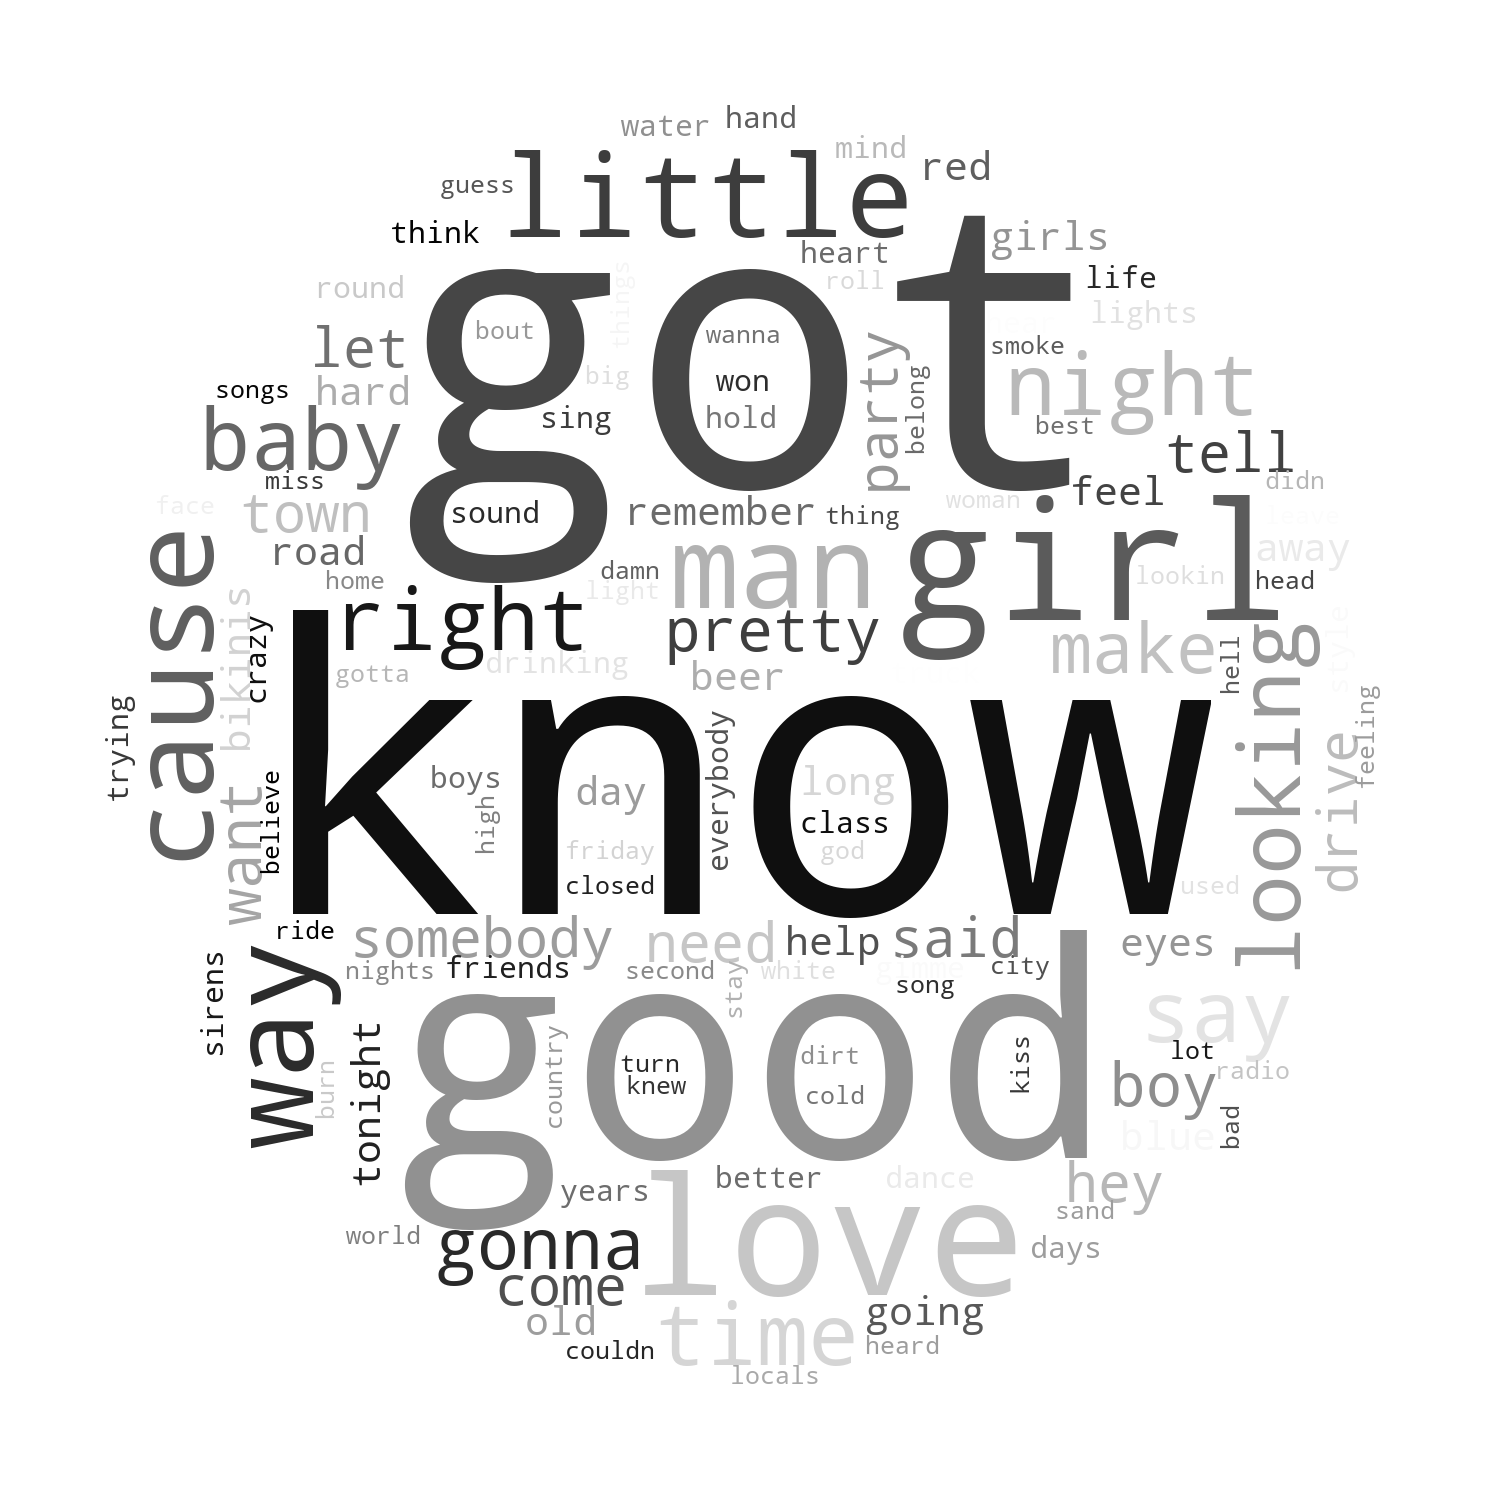 water hand
mind
little red
guess
think girls
heart
round things roll life
lights
got
let bout wanna smoke
songs hard big won party night
baby sing hold belong best
tell
miss didn
face town sound remember thing woman feel
leave
cause road man girl away
home damn lookin head
light
bikinis right pretty
crazy drinking make hell style
gotta beer looking
trying know feeling
believe boys day everybody long drive
high class
want friday god
closed used
ride somebody need help said eyes
sirens way nights friends second white gimme city
stay song say
good
tonight country turn dirt kiss lot
burn knew cold boy radio
blue bad
years better dance hey
love sand
world gonna days
come
old time going
couldn heard
locals